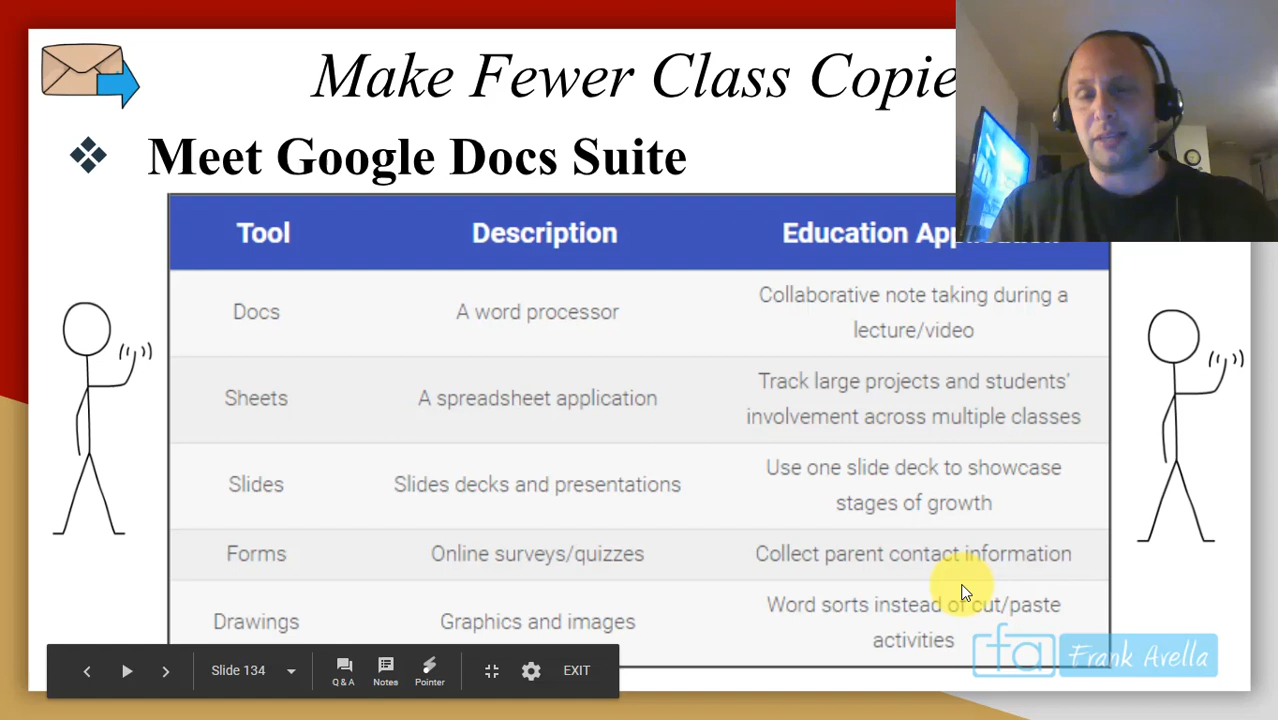 Make Fewer Class Copie
Meet Google Docs Suite
Tool Description Education
Docs A word processor Collaborative note taking during a
lecture/video
Sheets A spreadsheet application Track large projects and students'
involvement across multiple classes
Slides Slides decks and presentations Use one slide deck to showcase
stages of growth
Forms Online surveys/quizzes Collect parent contact information
Drawings Graphics and images Word sorts instead of cut/paste
activities
fa Frank Avella
Slide 134 Q & A Notes Pointer EXIT